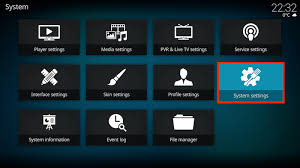 System
22:32
0°C
Player settings
Media settings
PVR & Live TV settings
Service settings
Interface settings
Skin settings
Profile settings
System settings
System information
Event log
File manager